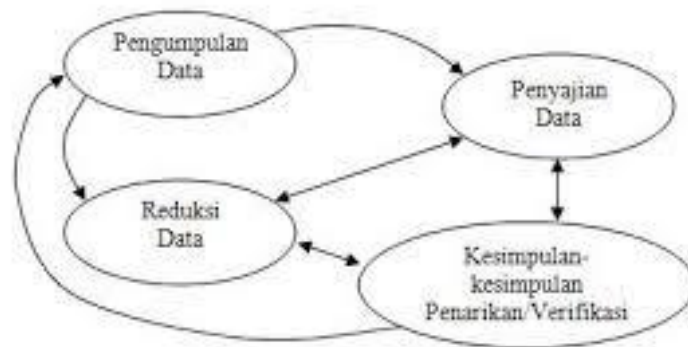 Pengumpulan
Data
Penyajian
Data
Reduksi
Data
Kesimpulan-
kesimpulan
Penarikan/Verifikasi